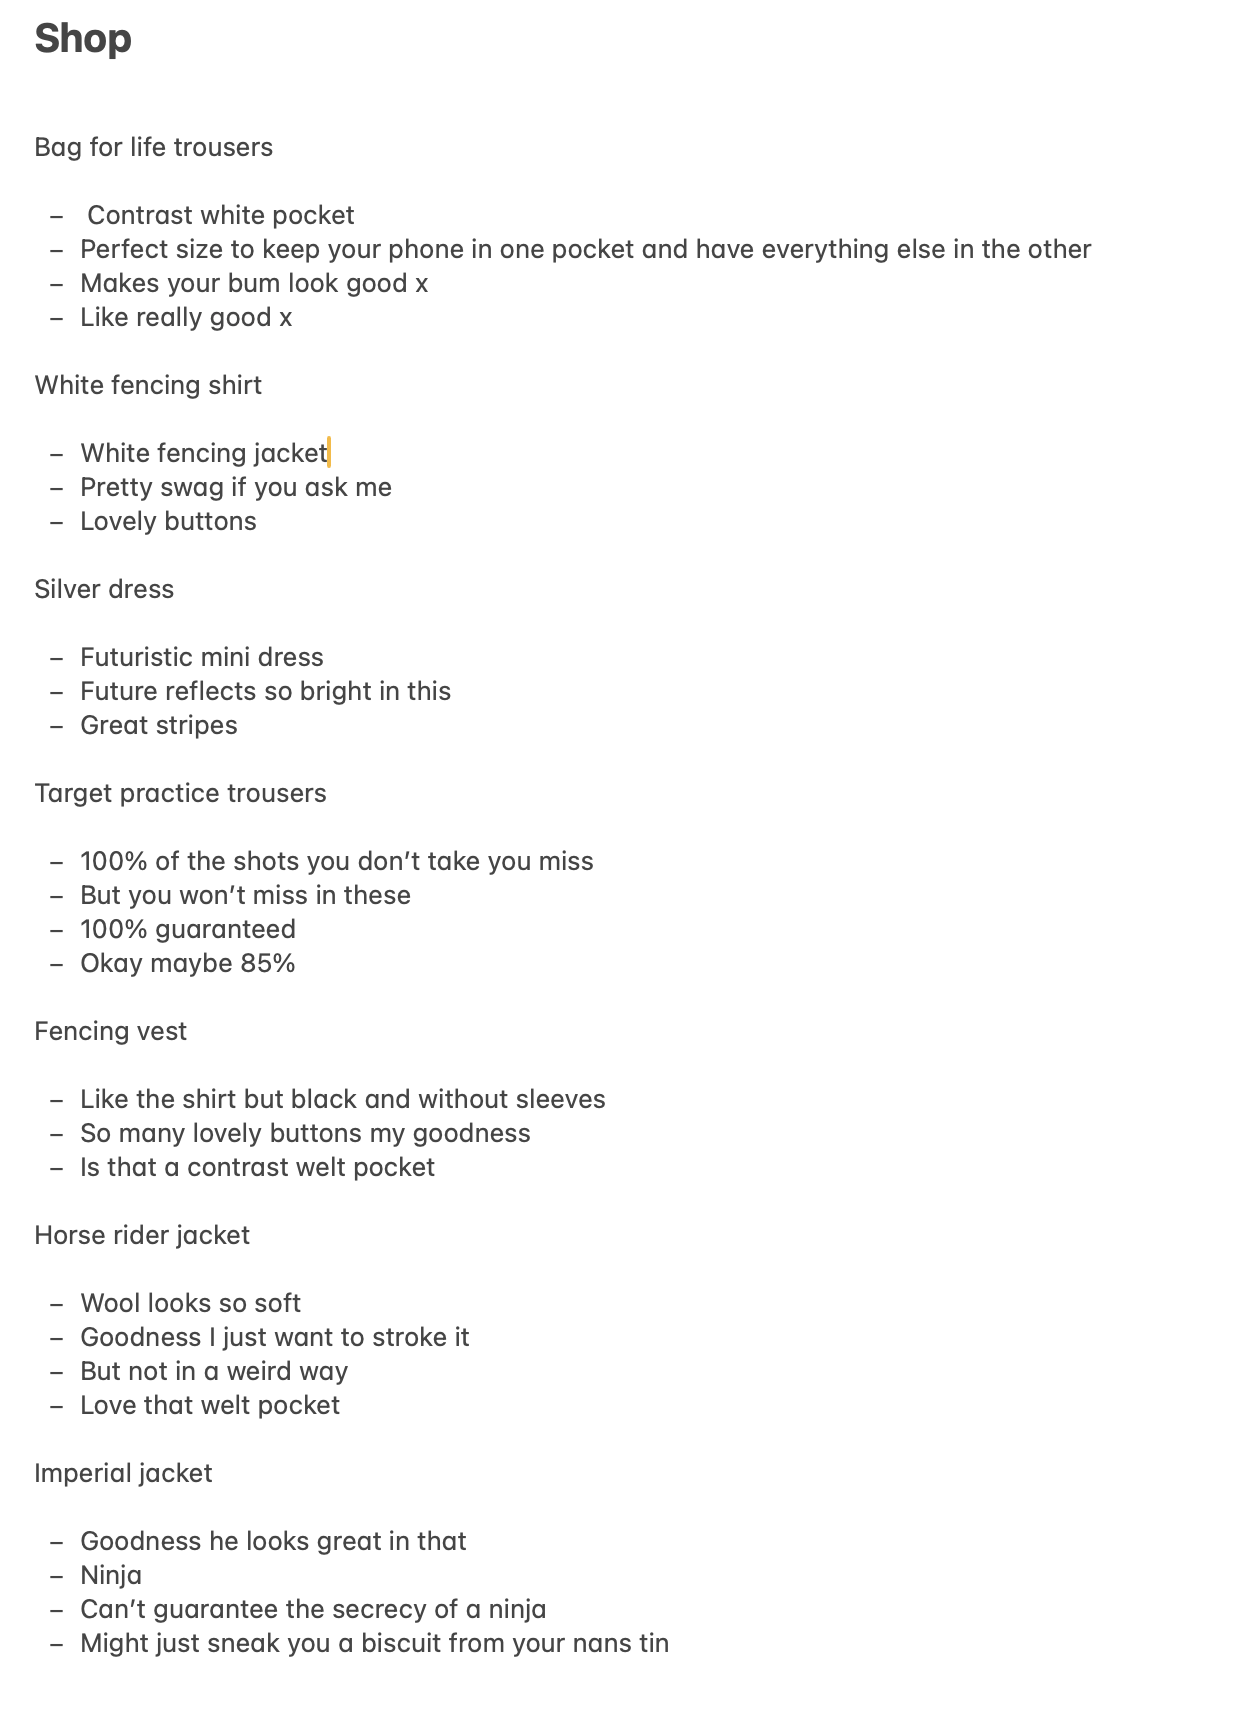 Shop
Bag for life trousers
– Contrast white pocket
– Perfect size to keep your phone in one pocket and have everything else in the other
– Makes your bum look good x
– Like really good x
White fencing shirt
– White fencing jacket
– Pretty swag if you ask me
– Lovely buttons
Silver dress
– Futuristic mini dress
– Future reflects so bright in this
– Great stripes
Target practice trousers
– 100% of the shots you don’t take you miss
– But you won’t miss in these
– 100% guaranteed
– Okay maybe 85%
Fencing vest
– Like the shirt but black and without sleeves
– So many lovely buttons my goodness
– Is that a contrast welt pocket
Horse rider jacket
– Wool looks so soft
– Goodness I just want to stroke it
– But not in a weird way
– Love that welt pocket
Imperial jacket
– Goodness he looks great in that
– Ninja
– Can’t guarantee the secrecy of a ninja
– Might just sneak you a biscuit from your nans tin